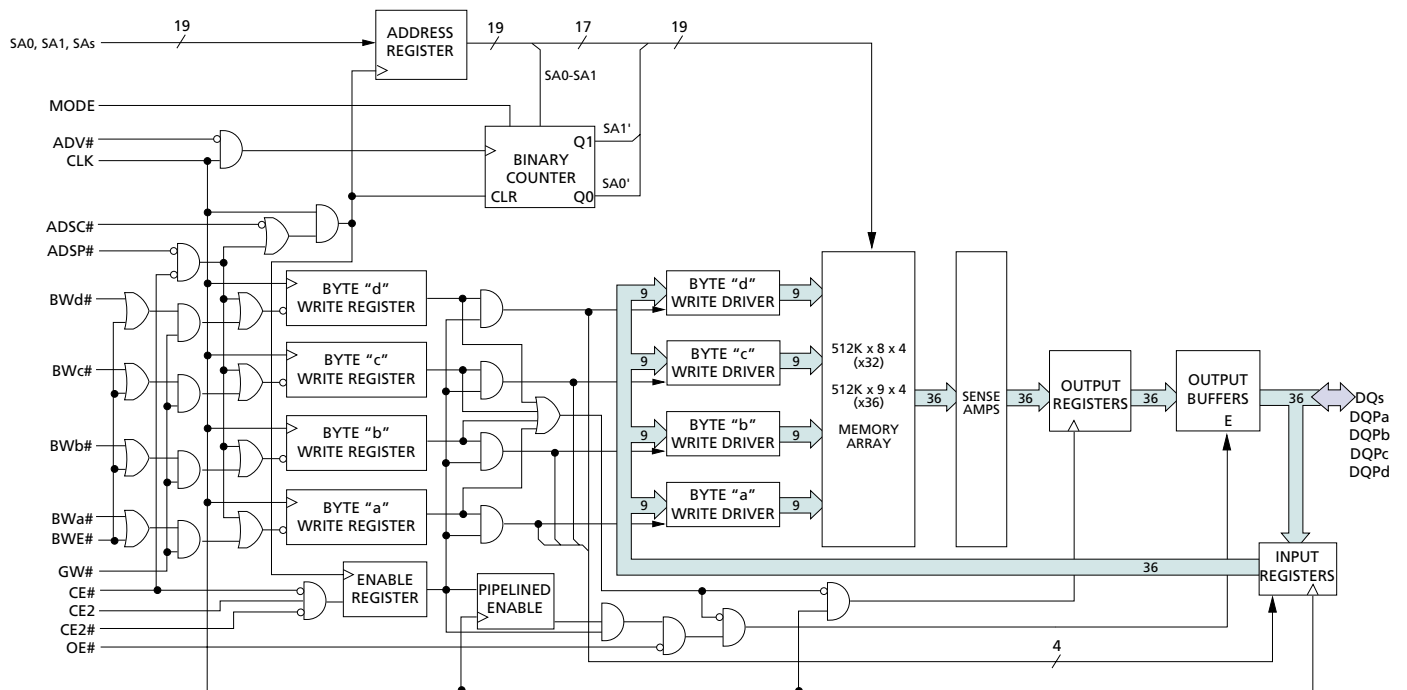 19
ADDRESS
REGISTER
19
17
19
SA0, SA1, SAs
SA0-SA1
MODE
ADV#
CLK
BINARY
COUNTER
CLR
Q1
Q0
SA1'
SA0'
ADSC#
ADSP#
BWd#
BYTE “d”
WRITE REGISTER
BWc#
BYTE “c”
WRITE REGISTER
BWb#
BYTE “b”
WRITE REGISTER
BWa#
BWE#
BYTE “a”
WRITE REGISTER
GW#
CE#
CE2
CE2#
OE#
ENABLE
REGISTER
PIPELINED
ENABLE
9
BYTE “d”
WRITE DRIVER
9
9
BYTE “c”
WRITE DRIVER
9
9
BYTE “b”
WRITE DRIVER
9
9
BYTE “a”
WRITE DRIVER
9
512K x 8 x 4
(x32)
512K x 9 x 4
(x36)
MEMORY
ARRAY
36
SENSE
AMPS
36
OUTPUT
REGISTERS
36
OUTPUT
BUFFERS
E
36
DQs
DQPa
DQPb
DQPc
DQPd
36
INPUT
REGISTERS
4